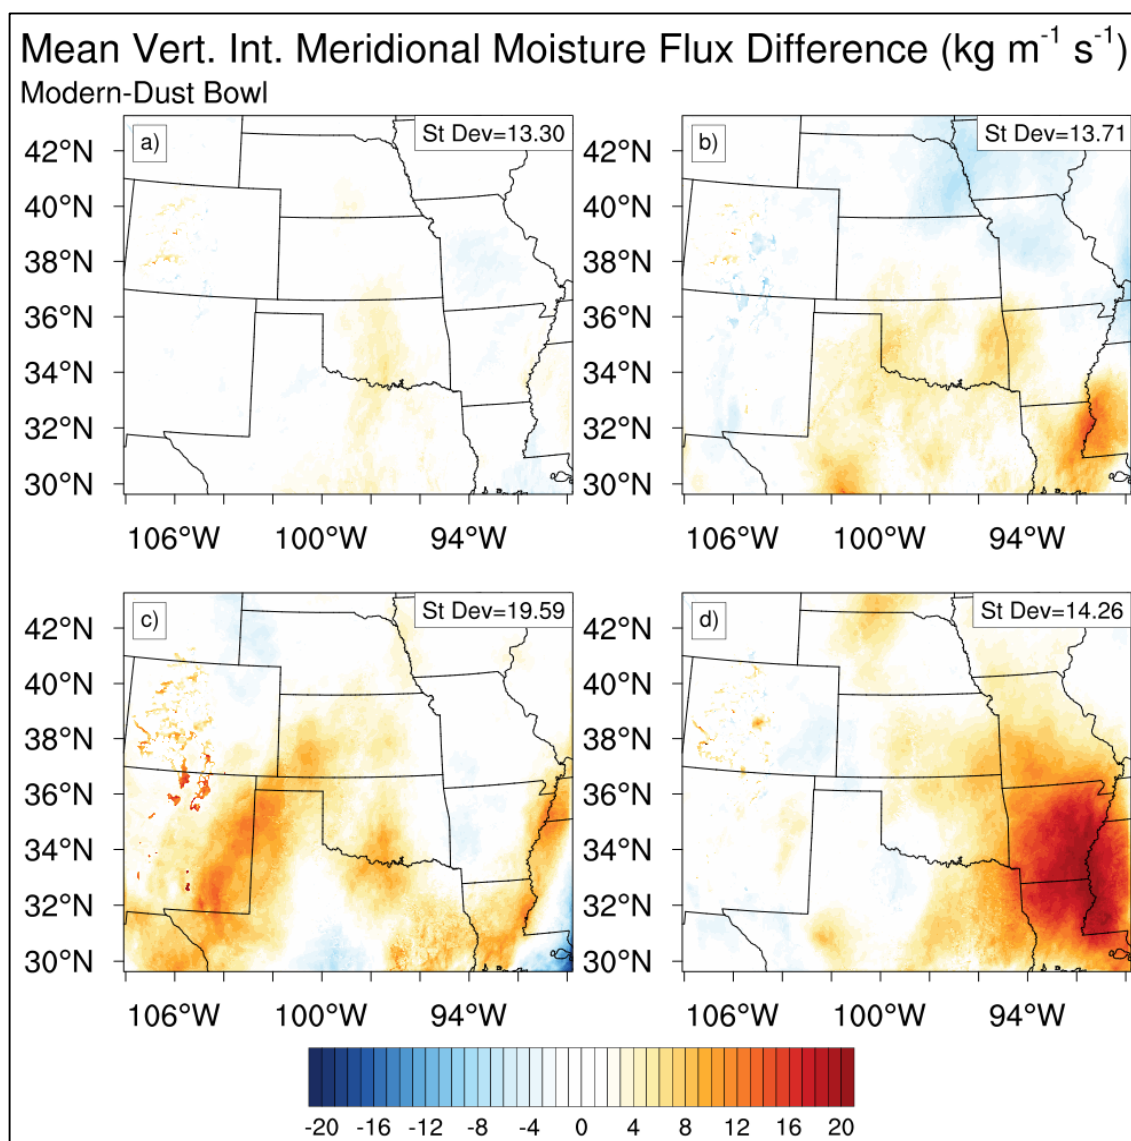 Mean Vert. Int. Meridional Moisture Flux Difference (kg m⁻¹ s⁻¹)
Modern-Dust Bowl
a)
St Dev=13.30
42°N
40°N
38°N
36°N
34°N
32°N
30°N
106°W 100°W 94°W
b)
St Dev=13.71
42°N
40°N
38°N
36°N
34°N
32°N
30°N
106°W 100°W 94°W
c)
St Dev=19.59
42°N
40°N
38°N
36°N
34°N
32°N
30°N
106°W 100°W 94°W
d)
St Dev=14.26
42°N
40°N
38°N
36°N
34°N
32°N
30°N
106°W 100°W 94°W
-20 -16 -12 -8 -4 0 4 8 12 16 20